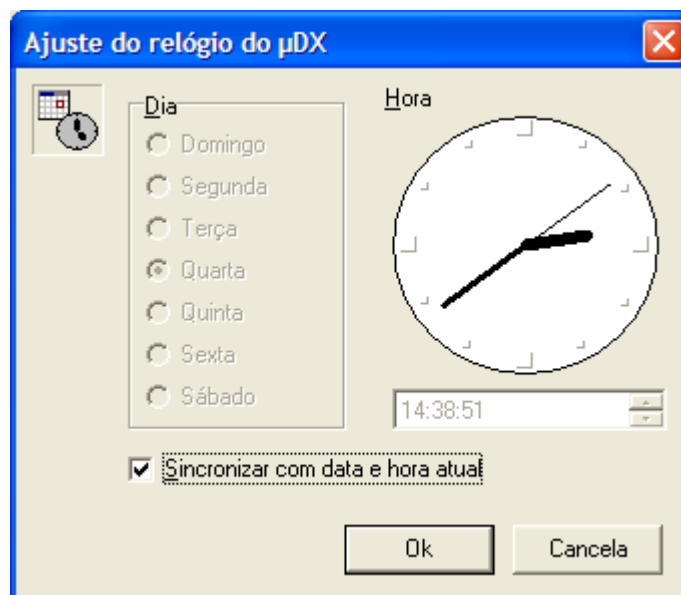 Ajuste do relógio do µDX
Dia
Domingo
Segunda
Terça
Quarta
Quinta
Sexta
Sábado
Hora
14:38:51
Sincronizar com data e hora atual
Ok
Cancela